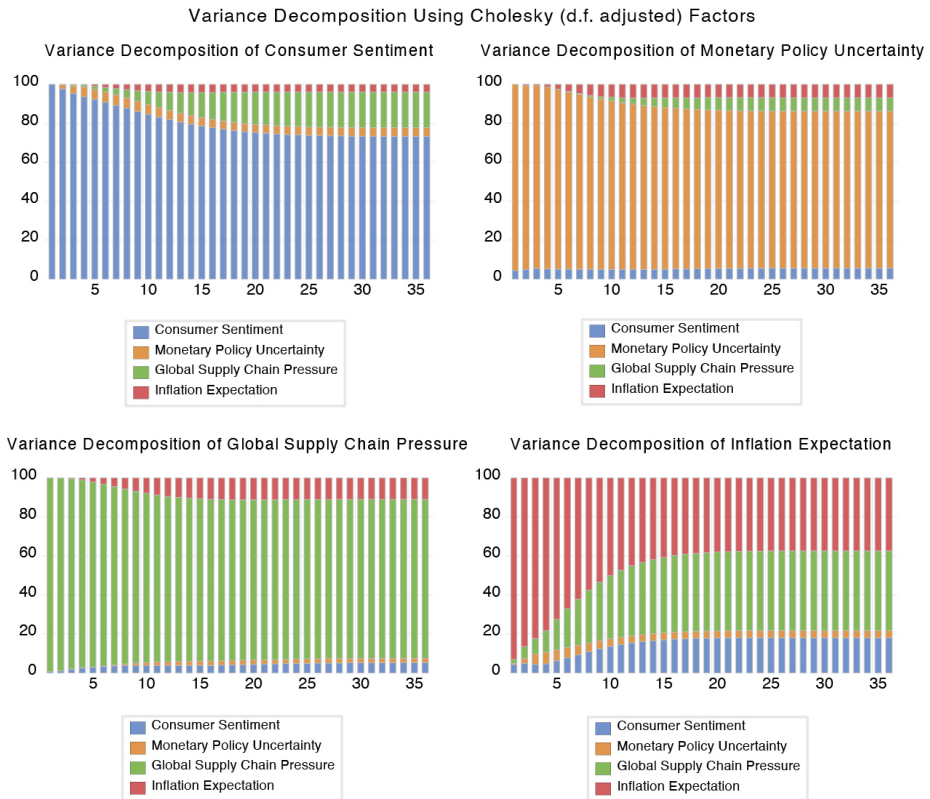 Variance Decomposition Using Cholesky (d.f. adjusted) Factors
Variance Decomposition of Consumer Sentiment
100
80
60
40
20
0
5 10 15 20 25 30 35
Consumer Sentiment
Monetary Policy Uncertainty
Global Supply Chain Pressure
Inflation Expectation
Variance Decomposition of Monetary Policy Uncertainty
100
80
60
40
20
0
5 10 15 20 25 30 35
Consumer Sentiment
Monetary Policy Uncertainty
Global Supply Chain Pressure
Inflation Expectation
Variance Decomposition of Global Supply Chain Pressure
100
80
60
40
20
0
5 10 15 20 25 30 35
Consumer Sentiment
Monetary Policy Uncertainty
Global Supply Chain Pressure
Inflation Expectation
Variance Decomposition of Inflation Expectation
100
80
60
40
20
0
5 10 15 20 25 30 35
Consumer Sentiment
Monetary Policy Uncertainty
Global Supply Chain Pressure
Inflation Expectation